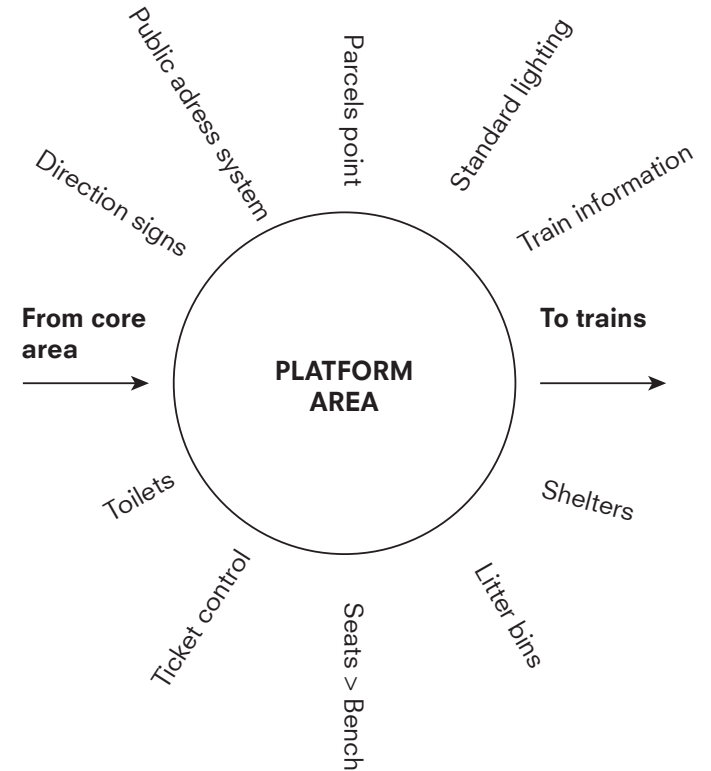 Public adress system
Parcels point
Standard lighting
Direction signs
Train information
From core
area
To trains
PLATFORM
AREA
Toilets
Shelters
Ticket control
Seats > Bench
Litter bins